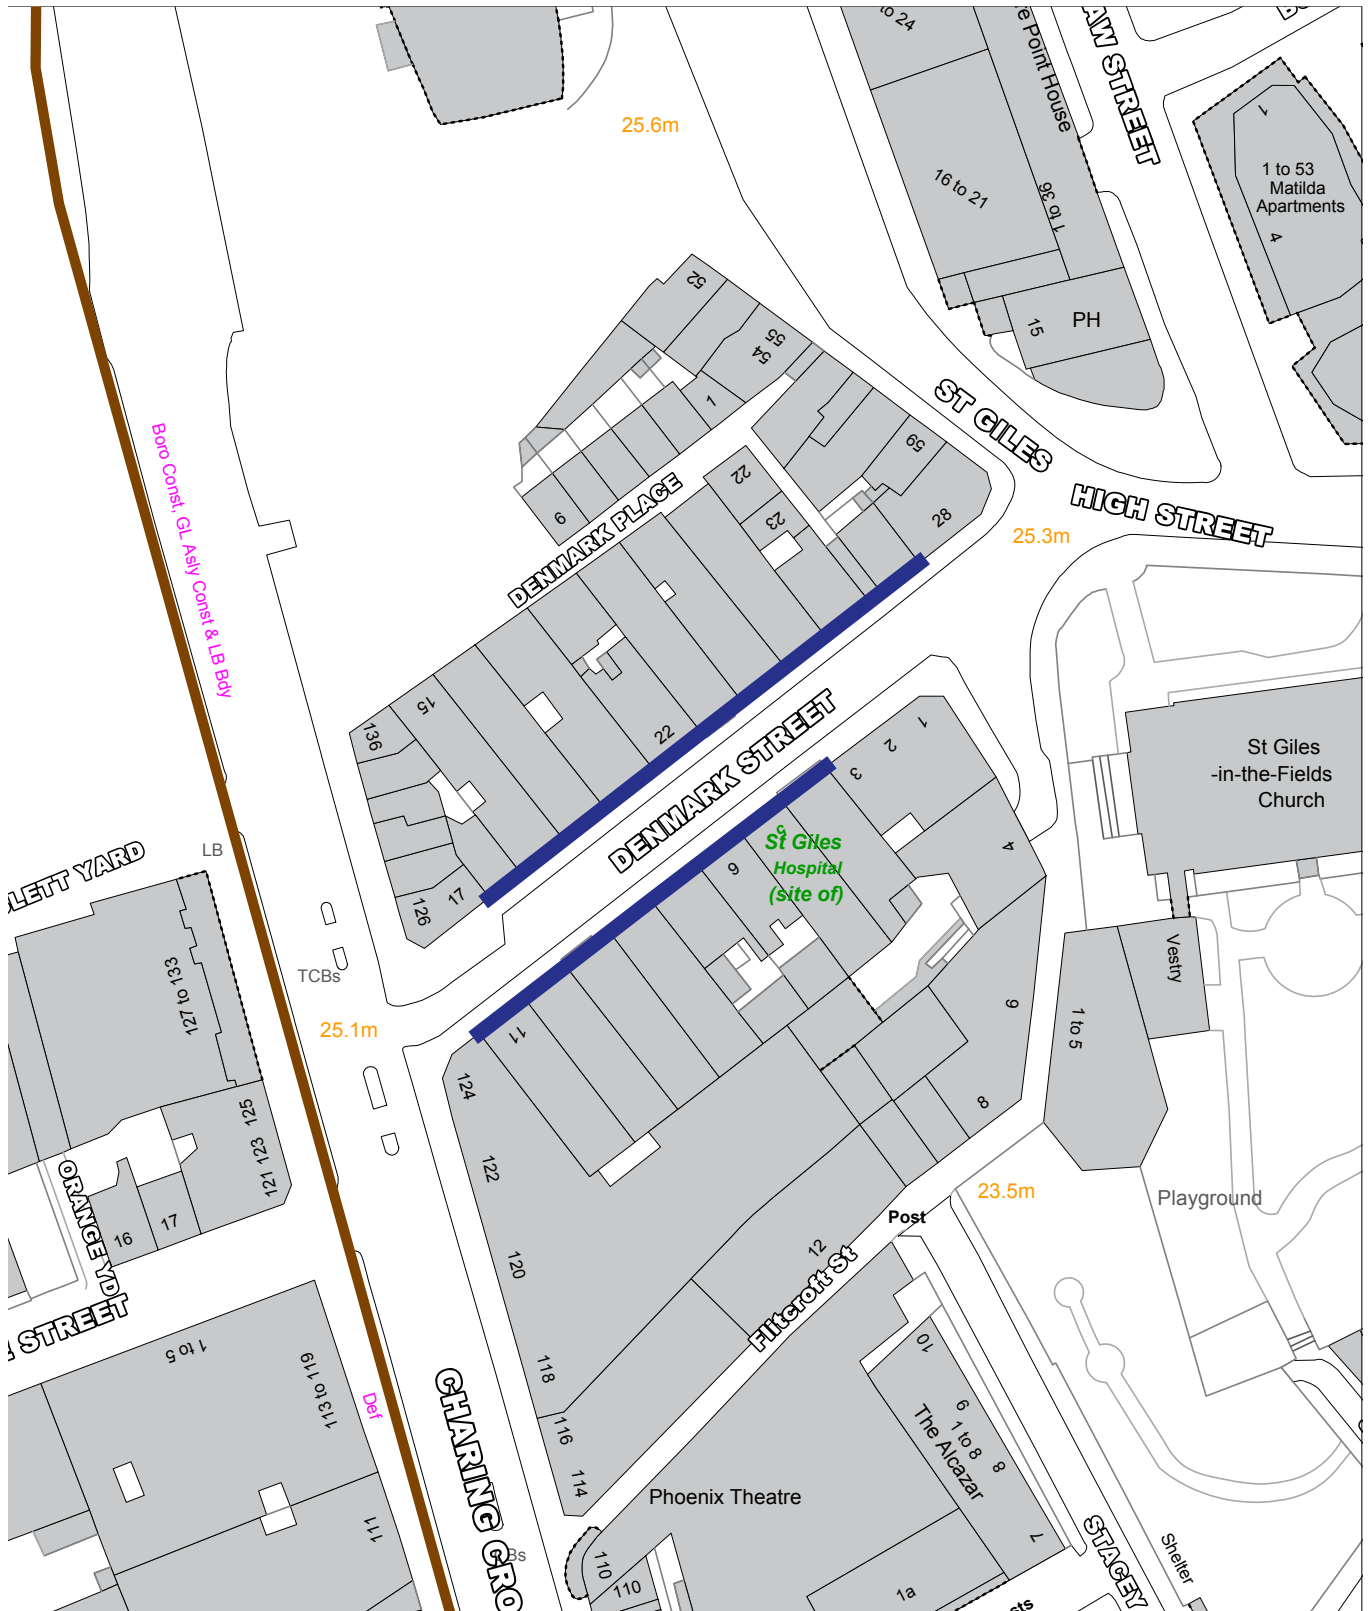 to 24
e Point House
AW STREET
25.6m
1
1 to 53
Matilda
Apartments
4
16 to 21
1 to 36
15
PH
52
55
54
1
ST GILES
HIGH STREET
59
22
23
28
25.3m
6
DENMARK PLACE
Boro Const, GL Asly Const & LB Bdy
136
15
22
DENMARK STREET
1
2
3
St Giles
-in-the-Fields
Church
5
St Giles
Hospital
(site of)
6
4
LB
SLETT YARD
17
126
127 to 133
TCBs
25.1m
Vestry
9
1 to 5
11
124
8
125
121 123
122
ORANGE YD
16
17
23.5m
Playground
Post
120
12
Flitcroft St
STREET
1 to 5
113 to 119
Def
118
116
114
CHARING CRO
10
9
1 to 8
8
The Alcazar
7
Phoenix Theatre
111
Bs
110
110
1a
STACEY
Shelter
sts